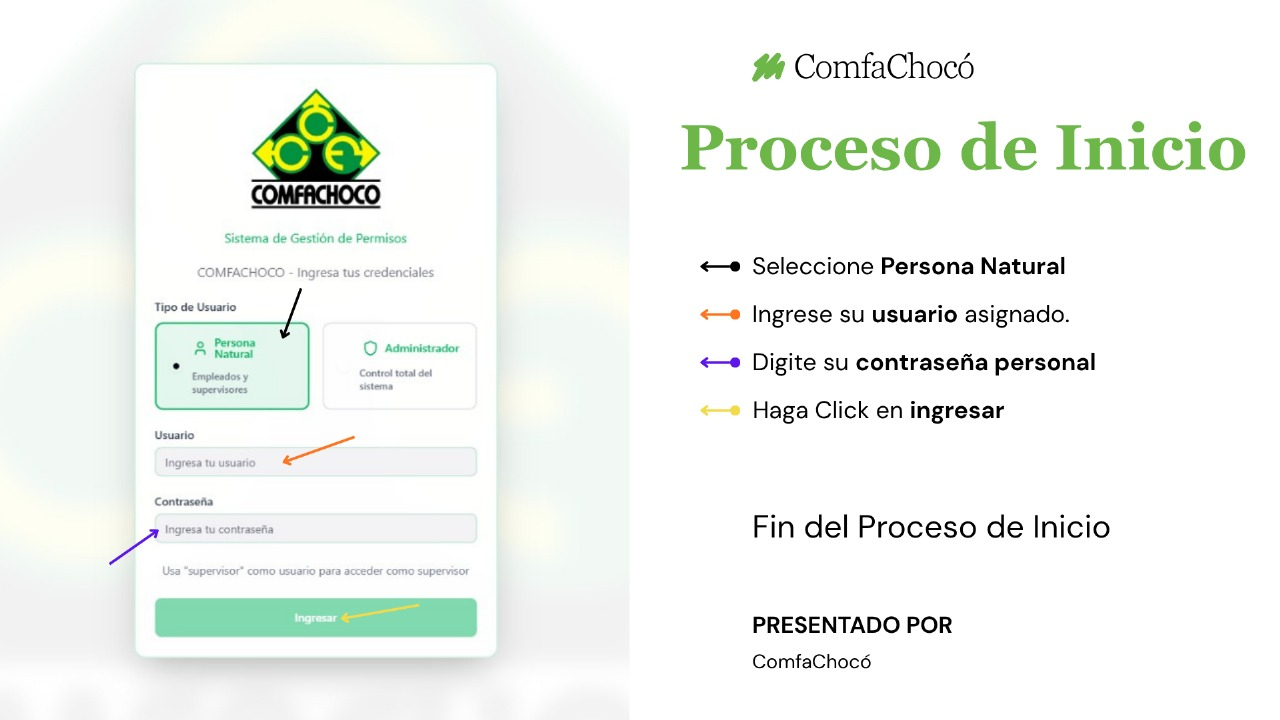 COMFACHOCO
Sistema de Gestión de Permisos
COMFACHOCO - Ingresa tus credenciales
Tipo de Usuario
Persona
Natural
Empleados y
supervisores
Administrador
Control total del
sistema
Usuario
Ingresa tu usuario
Contraseña
Ingresa tu contraseña
Usa "supervisor" como usuario para acceder como supervisor
Ingresar
ComfaChocó
Proceso de Inicio
Seleccione Persona Natural
Ingrese su usuario asignado.
Digite su contraseña personal
Haga Click en ingresar
Fin del Proceso de Inicio
PRESENTADO POR
ComfaChocó